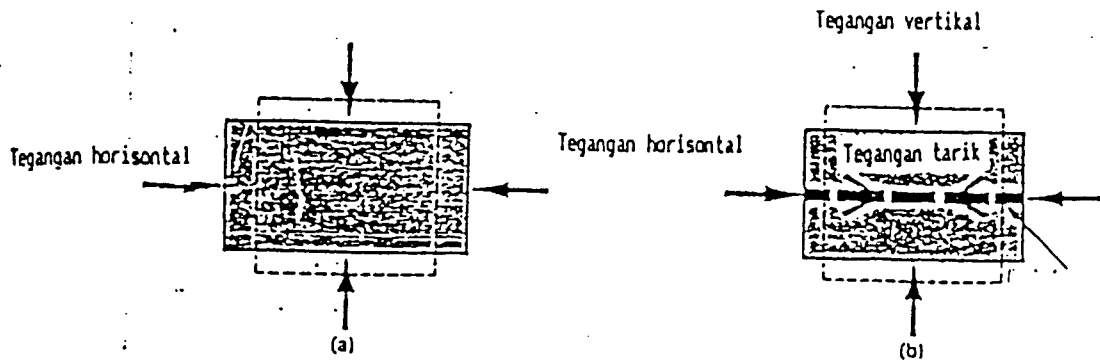 Tegangan vertikal
Tegangan horisontal
Tegangan horisontal
Tegangan tarik
(a)
(b)